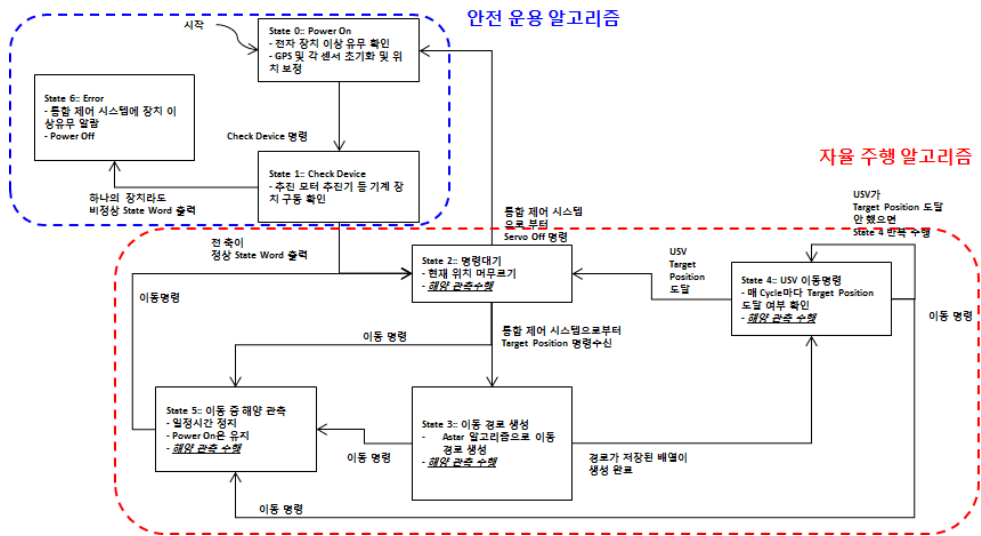 안전 운용 알고리즘
시작
State 0:: Power On
- 전자 장치 이상 유무 확인
- GPS 및 각 센서 초기화 및 위
치 보정
State 6:: Error
- 통합 제어 시스템에 장치 이
상유무 알람
- Power Off
Check Device 명령
자율 주행 알고리즘
State 1:: Check Device
- 추진 모터 추진기 등 기계 장
치 구동 확인
하나의 장치라도
비정상 State Word 출력
통합 제어 시스템
으로 부터
Servo Off 명령
USV가
Target Position 도달
안 했으면
State 4 반복 수행
전 축이
정상 State Word 출력
State 2:: 명령대기
- 현재 위치 머무르기
- 해양 관측수행
USV
Target
Position
도달
State 4:: USV 이동명령
- 매 Cycle마다 Target Position
도달 여부 확인
- 해양 관측 수행
이동명령
이동 명령
이동 명령
통합 제어 시스템으로부터
Target Position 명령수신
State 5:: 이동 중 해양 관측
- 일정시간 정지
- Power On은 유지
- 해양 관측 수행
State 3:: 이동 경로 생성
- Astar 알고리즘으로 이동
경로 생성
- 해양 관측 수행
이동 명령
경로가 저장된 배열이
생성 완료
이동 명령